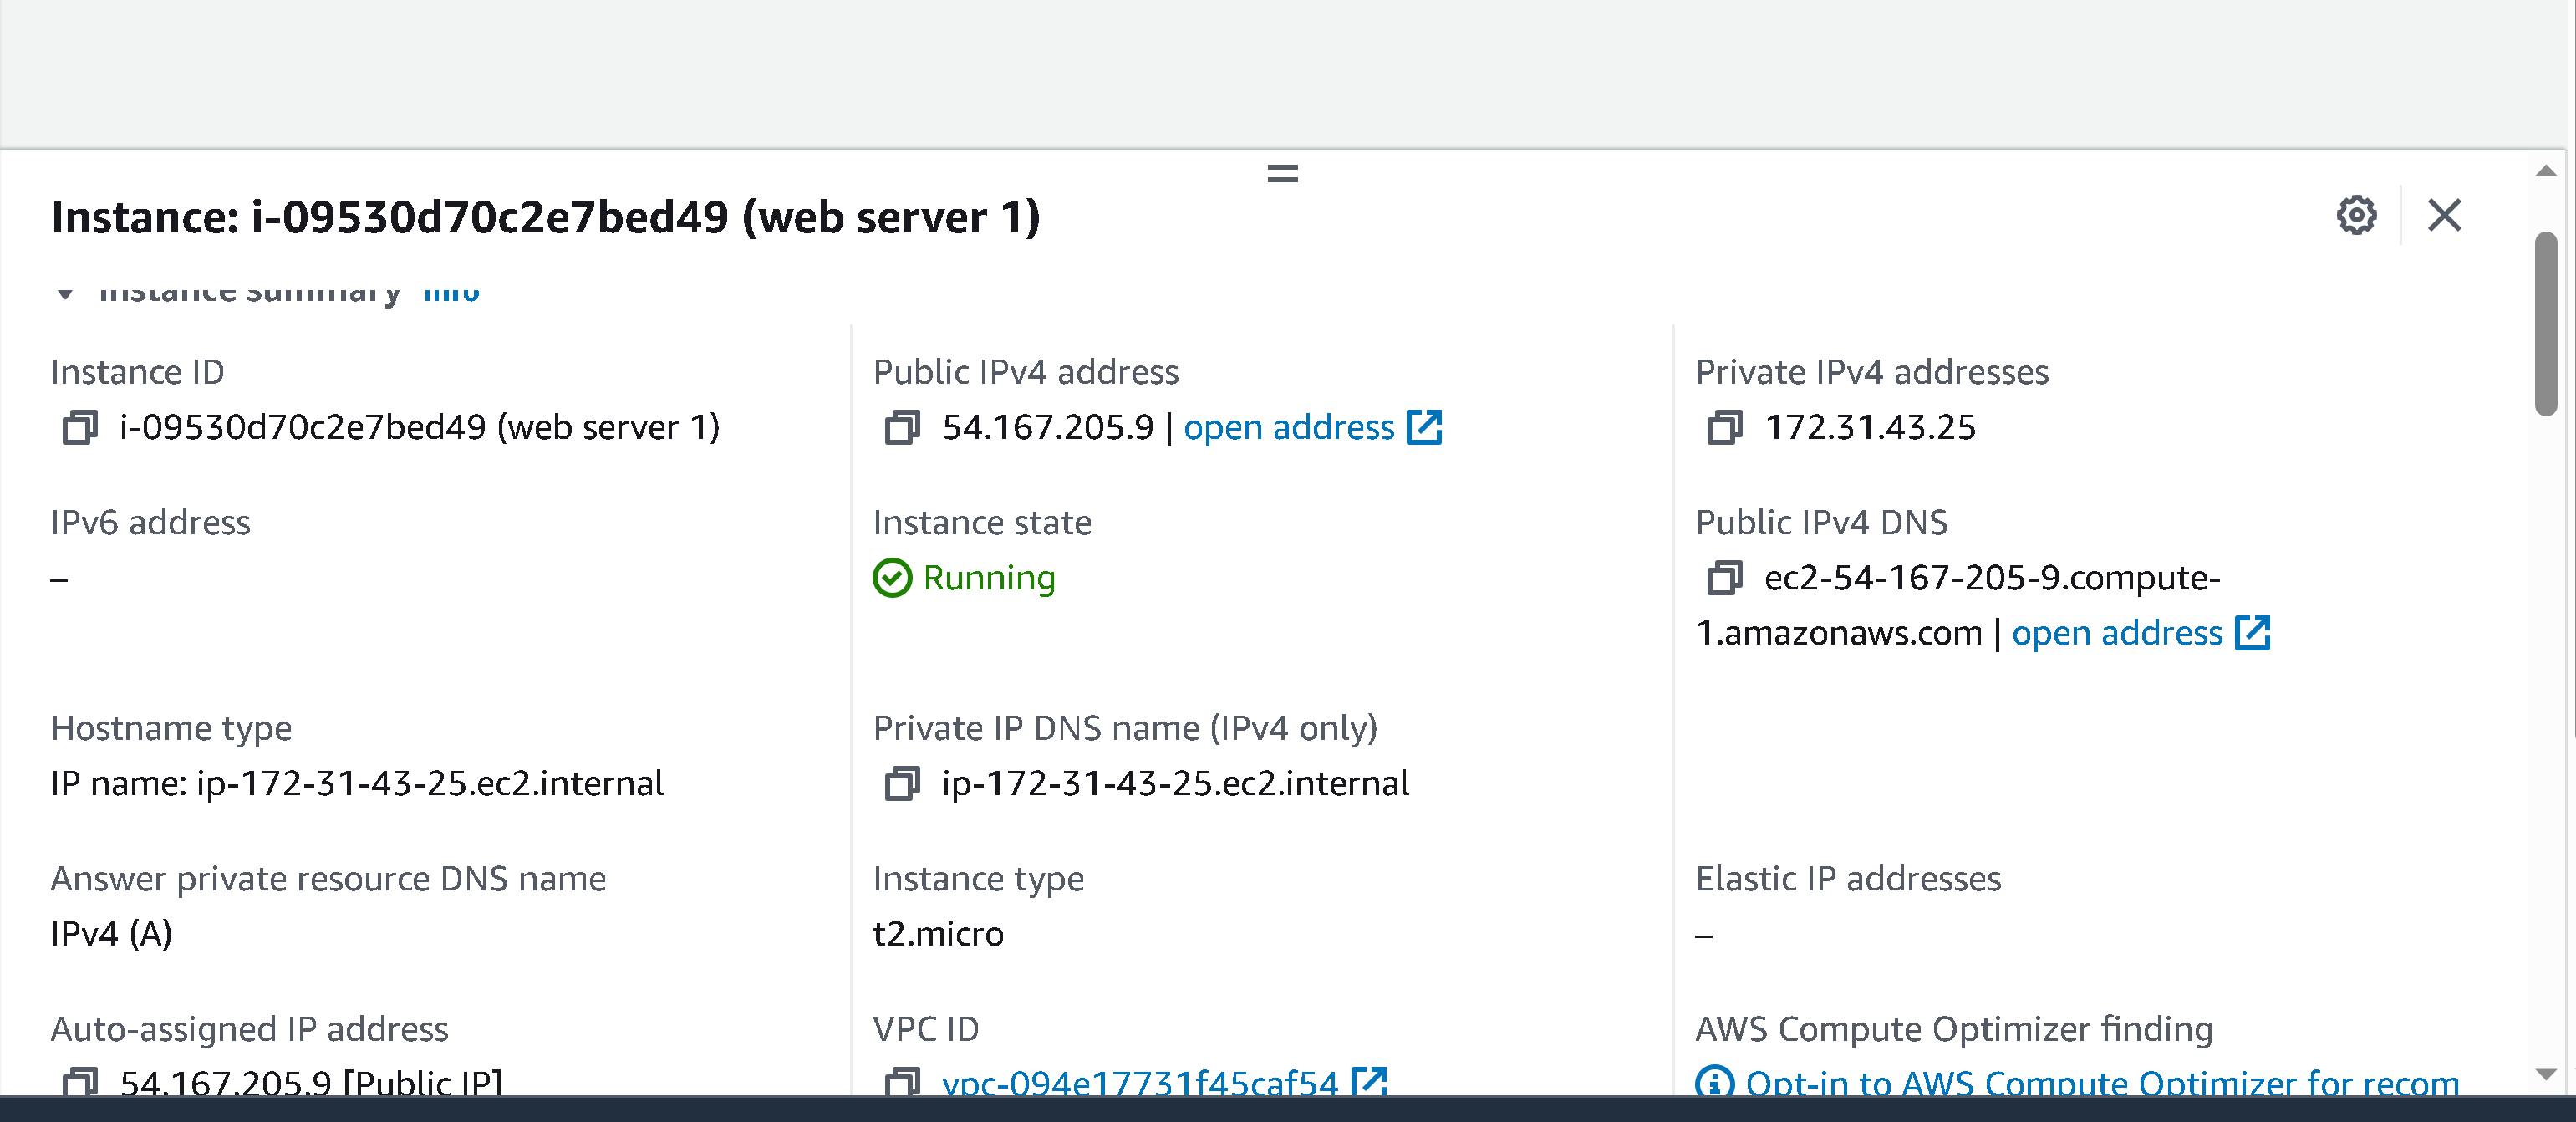 Instance: i-09530d70c2e7bed49 (web server 1)
Instance summary Info
Instance ID
i-09530d70c2e7bed49 (web server 1)
Public IPv4 address
54.167.205.9 | open address
Private IPv4 addresses
172.31.43.25
IPv6 address
–
Instance state
Running
Public IPv4 DNS
ec2-54-167-205-9.compute-
1.amazonaws.com | open address
Hostname type
IP name: ip-172-31-43-25.ec2.internal
Private IP DNS name (IPv4 only)
ip-172-31-43-25.ec2.internal
Answer private resource DNS name
IPv4 (A)
Instance type
t2.micro
Elastic IP addresses
–
Auto-assigned IP address
54.167.205.9 [Public IP]
VPC ID
vpc-094e17731f45caf54
AWS Compute Optimizer finding
Opt-in to AWS Compute Optimizer for recom